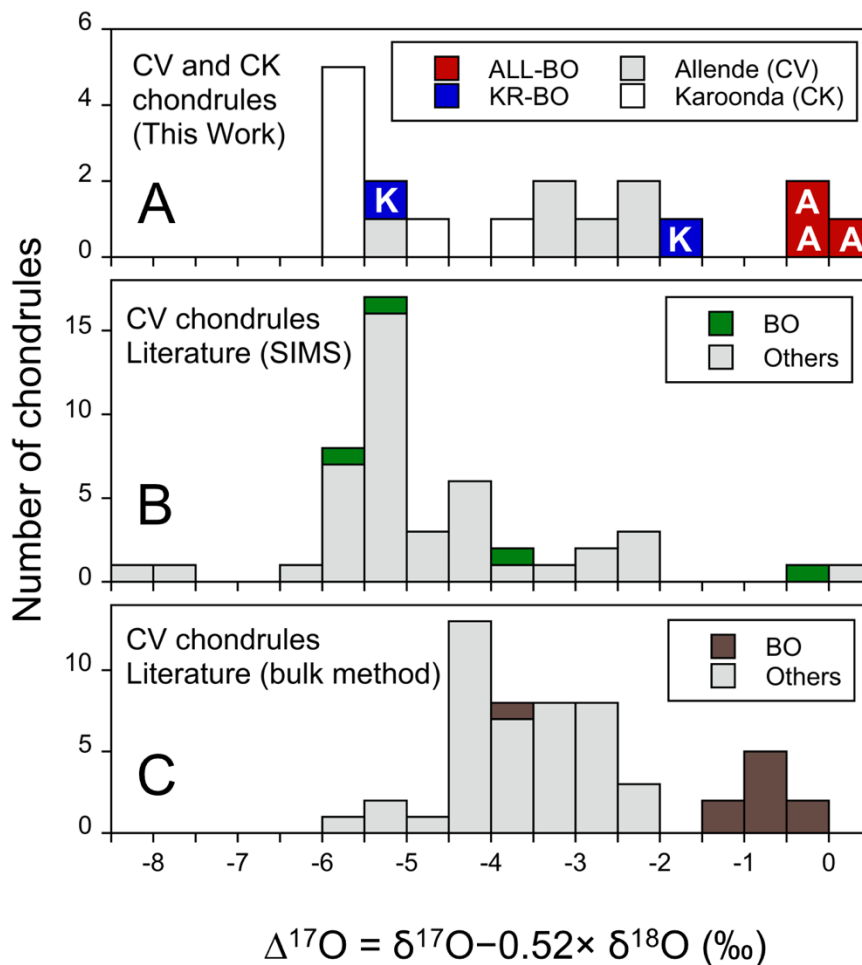 Number of chondrules
6
4
2
0
CV and CK
chondrules
(This Work)
A
ALL-BO
KR-BO
Allende (CV)
Karoonda (CK)
K
K
A
A
A
15
10
5
0
CV chondrules
Literature (SIMS)
B
BO
Others
10
5
0
CV chondrules
Literature (bulk method)
C
BO
Others
-8 -7 -6 -5 -4 -3 -2 -1 0
Δ¹⁷O = δ¹⁷O−0.52× δ¹⁸O (‰)